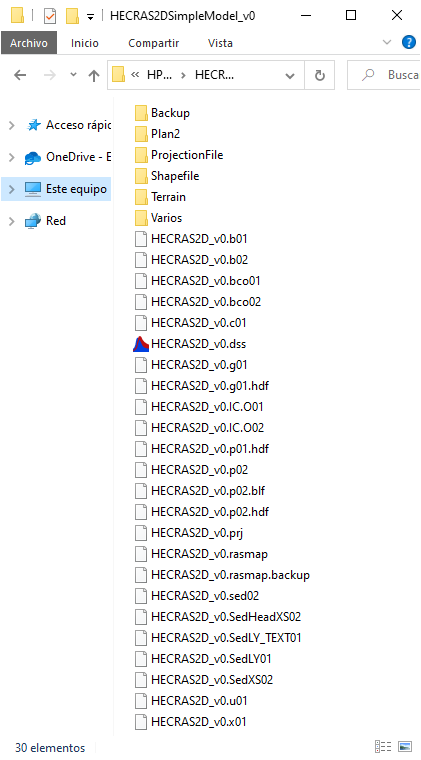 HECRAS2DSimpleModel_v0
Archivo Inicio Compartir Vista
« HP... HECR... Busca
Acceso rápic
OneDrive - E
Este equipo
Red
Backup
Plan2
ProjectionFile
Shapefile
Terrain
Varios
HECRAS2D_v0.b01
HECRAS2D_v0.b02
HECRAS2D_v0.bco01
HECRAS2D_v0.bco02
HECRAS2D_v0.c01
HECRAS2D_v0.dss
HECRAS2D_v0.g01
HECRAS2D_v0.g01.hdf
HECRAS2D_v0.IC.O01
HECRAS2D_v0.IC.O02
HECRAS2D_v0.p01.hdf
HECRAS2D_v0.p02
HECRAS2D_v0.p02.blf
HECRAS2D_v0.p02.hdf
HECRAS2D_v0.prj
HECRAS2D_v0.rasmap
HECRAS2D_v0.rasmap.backup
HECRAS2D_v0.sed02
HECRAS2D_v0.SedHeadXS02
HECRAS2D_v0.SedLY_TEXT01
HECRAS2D_v0.SedLY01
HECRAS2D_v0.SedXS02
HECRAS2D_v0.u01
HECRAS2D_v0.x01
30 elementos